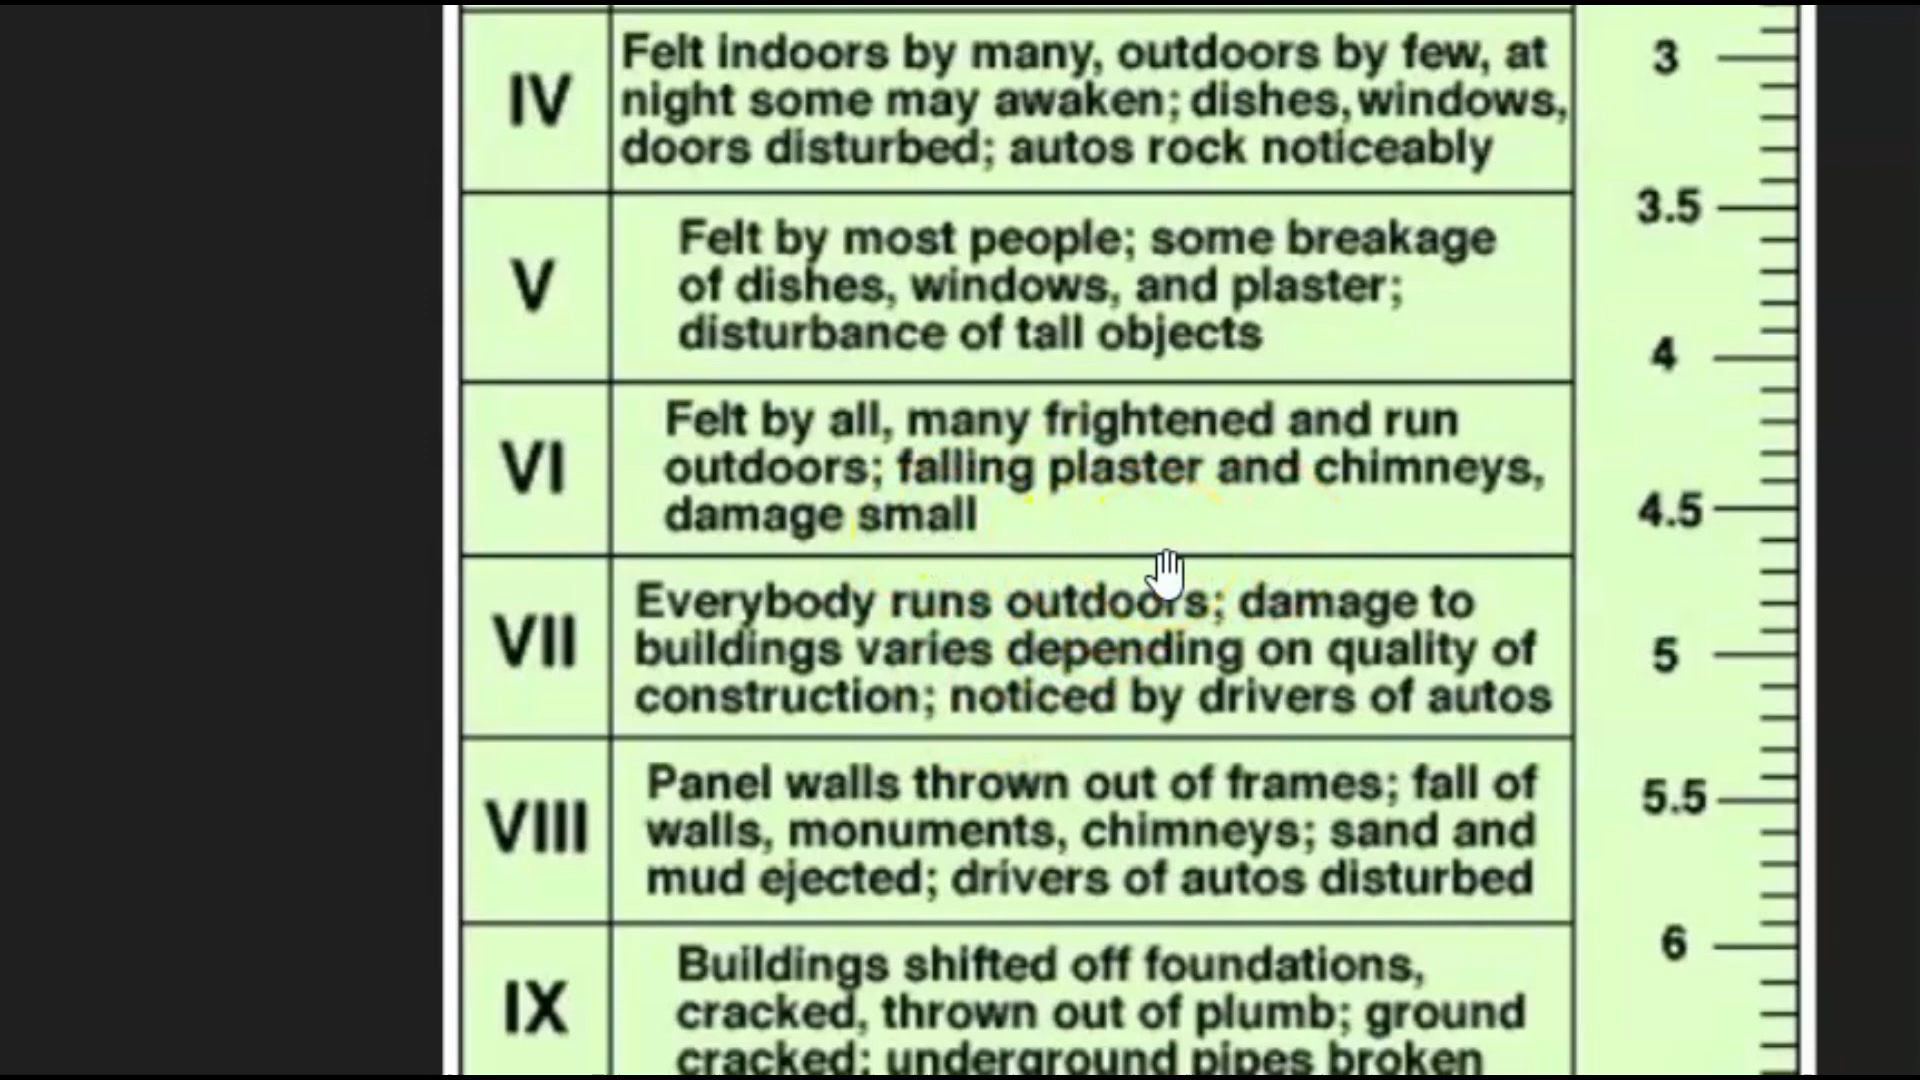 IV
Felt indoors by many, outdoors by few, at
night some may awaken; dishes, windows,
doors disturbed; autos rock noticeably
V
Felt by most people; some breakage
of dishes, windows, and plaster;
disturbance of tall objects
VI
Felt by all, many frightened and run
outdoors; falling plaster and chimneys,
damage small
VII
Everybody runs outdoors; damage to
buildings varies depending on quality of
construction; noticed by drivers of autos
VIII
Panel walls thrown out of frames; fall of
walls, monuments, chimneys; sand and
mud ejected; drivers of autos disturbed
IX
Buildings shifted off foundations,
cracked, thrown out of plumb; ground
cracked; underground pipes broken
3
3.5
4
4.5
5
5.5
6